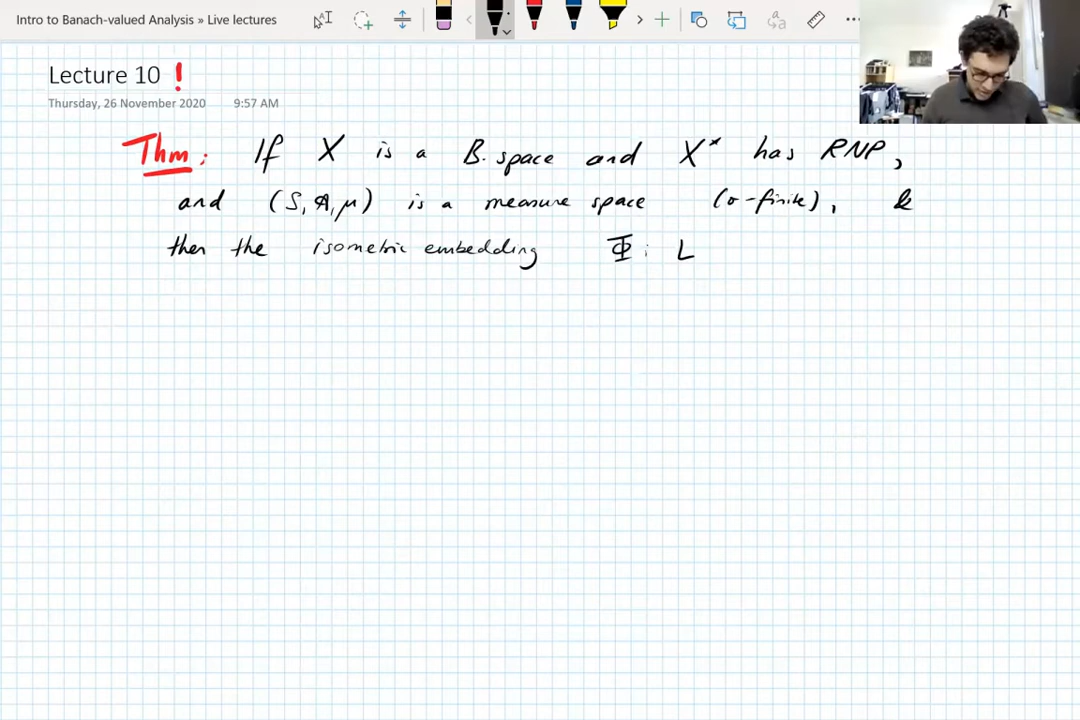 Intro to Banach-valued Analysis » Live lectures
Lecture 10 !
Thursday, 26 November 2020 9:57 AM
Thm: If X is a B. space and X* has RNP,
and (S, A, μ) is a measure space (σ-finite), &
then the isometric embedding Φ: L